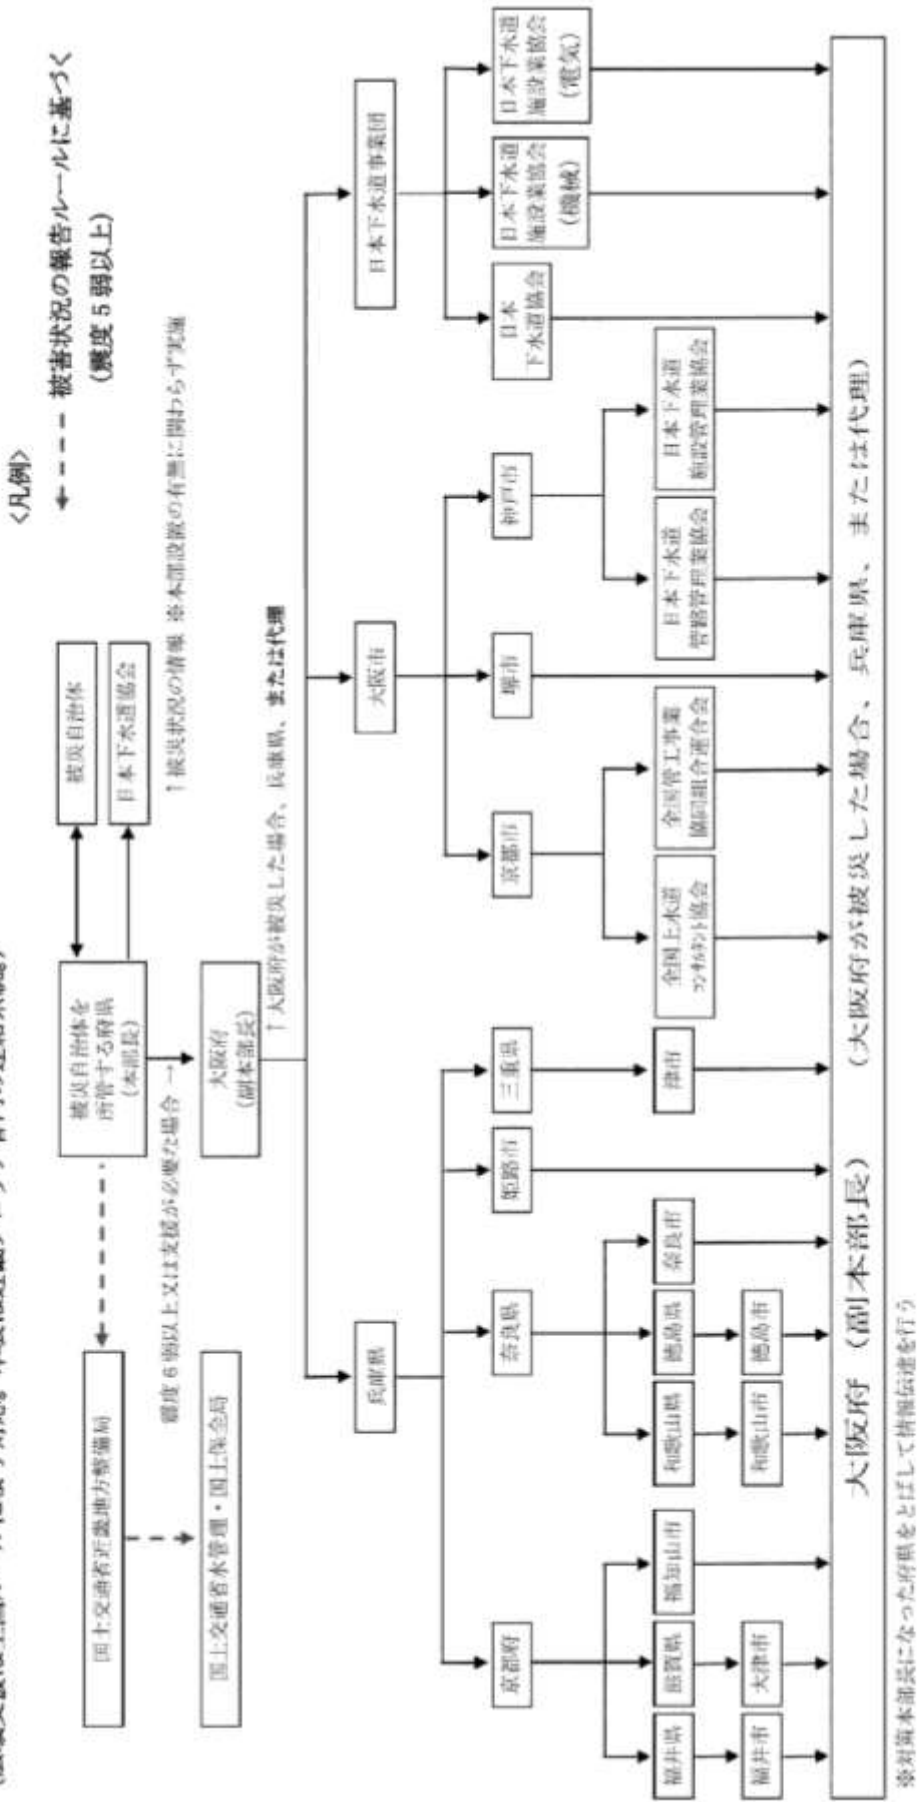 <凡例>
被害状況の報告ルールに基づく
(震度5弱以上)
被災自治体を
所管する府県
(本部長)
被災自治体
日本下水道協会
↑被災状況の情報 ※本部設置の有無に関わらず実施
国土交通省近畿地方整備局
国土交通省水管理・国土保全局
震度6弱以上又は支援が必要な場合→
大阪府
(副本部長)
↑大阪府が被災した場合、兵庫県、または代理
兵庫県
大阪市
日本下水道事業団
京都府
奈良県
姫路市
三重県
京都市
堺市
神戸市
日本
下水道協会
日本下水道
施設業協会
(機械)
日本下水道
施設業協会
(電気)
福井県
滋賀県
福知山市
和歌山県
徳島県
奈良市
津市
全国上水道
コンサルタント協会
全国管工事業
協同組合連合会
日本下水道
管路管理業協会
日本下水道
施設管理業協会
福井市
大津市
和歌山市
徳島市
大阪府 (副本部長) (大阪府が被災した場合、兵庫県、または代理)
※対策本部長になった府県をとばして情報伝達を行う